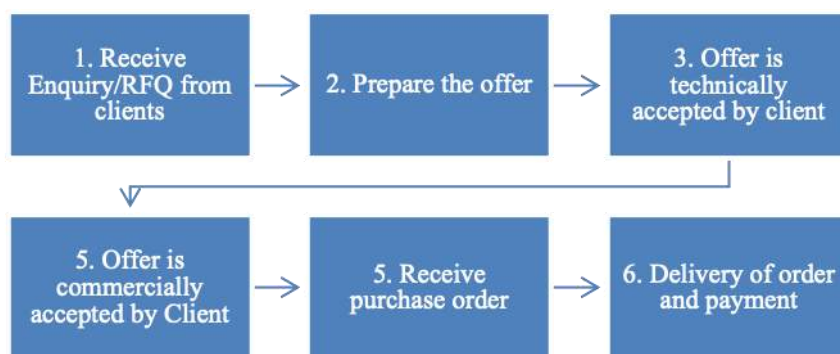 1. Receive
Enquiry/RFQ from
clients
2. Prepare the offer
3. Offer is
technically
accepted by client
5. Offer is
commercially
accepted by Client
5. Receive
purchase order
6. Delivery of order
and payment